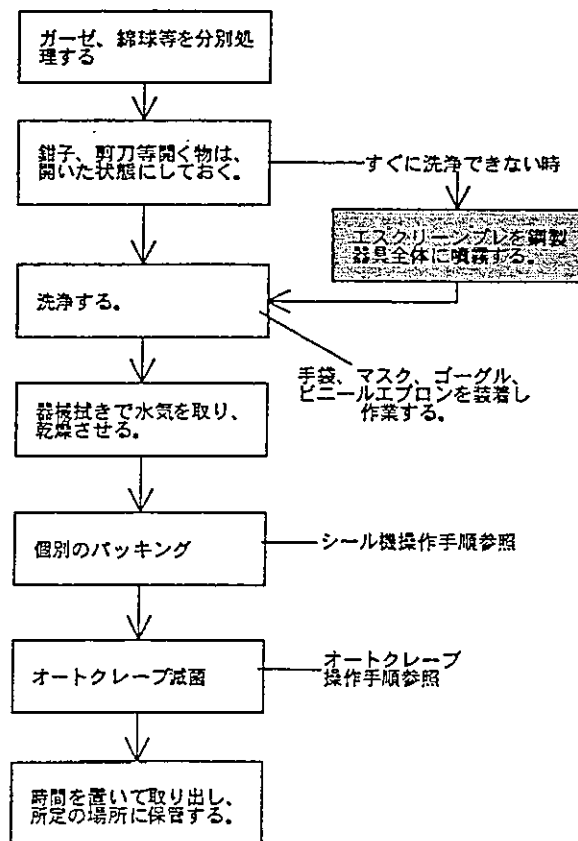 ガーゼ、綿球等を分別処
理する
鉗子、剪刀等開く物は、
開いた状態にしておく。
すぐに洗浄できない時
エスクリーンプレを鋼製
器具全体に噴霧する。
洗浄する。
手袋、マスク、ゴーグル、
ビニールエプロンを装着し
作業する。
器械拭きで水気を取り、
乾燥させる。
個別のパッキング
シール機操作手順参照
オートクレーブ滅菌
オートクレーブ
操作手順参照
時間を置いて取り出し、
所定の場所に保管する。